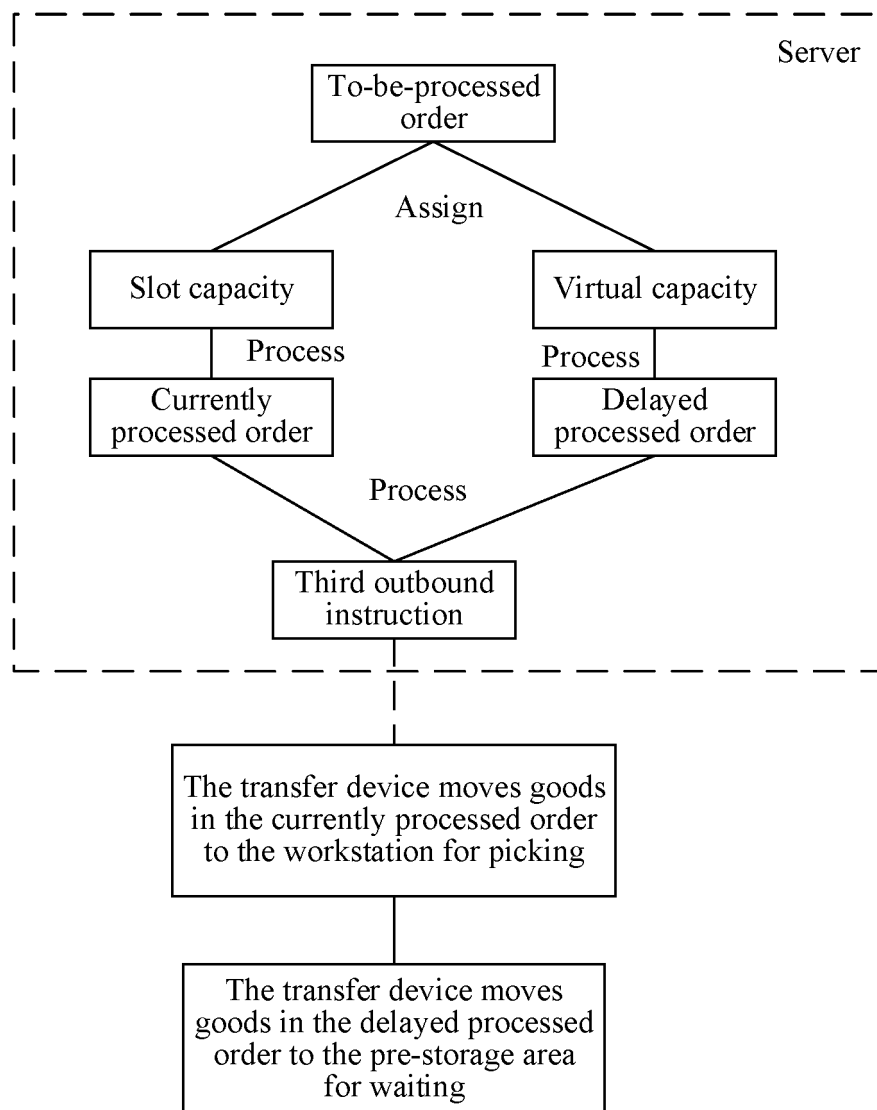 Server
To-be-processed
order
Assign
Slot capacity
Virtual capacity
Process
Process
Currently
processed order
Delayed
processed order
Process
Third outbound
instruction
The transfer device moves goods
in the currently processed order
to the workstation for picking
The transfer device moves
goods in the delayed processed
order to the pre-storage area
for waiting